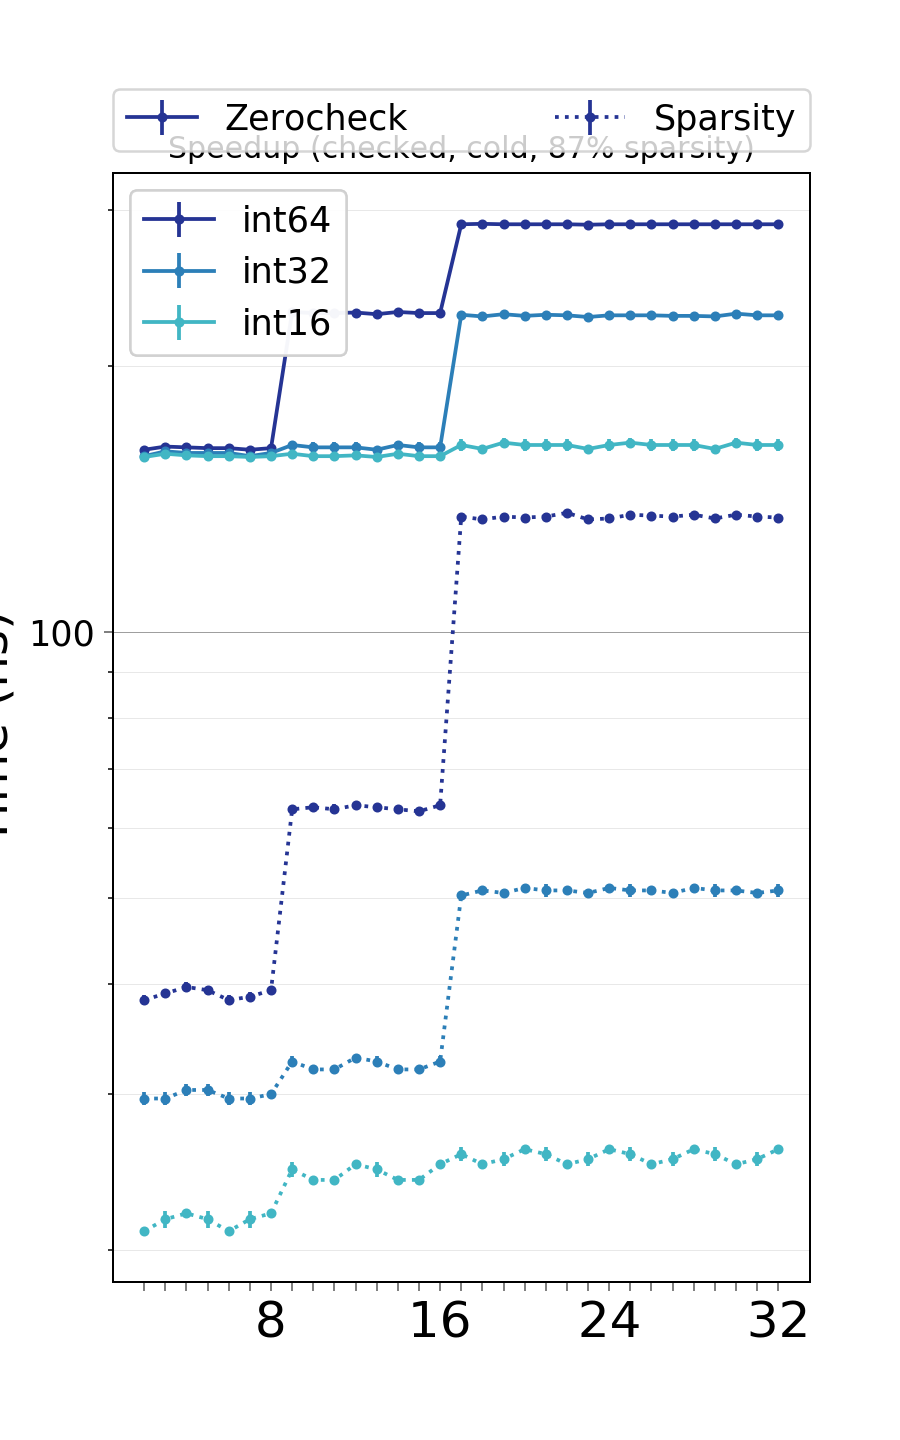 Zerocheck Sparsity
Speedup (checked, cold, 87% sparsity)
int64
int32
int16
100
8 16 24 32